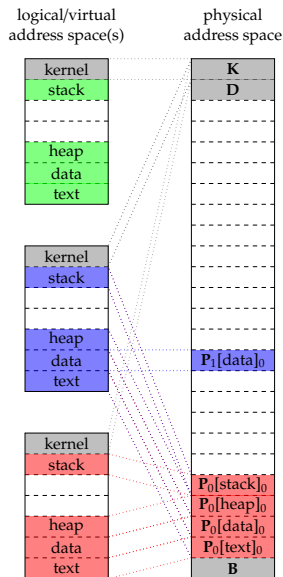 logical/virtual
address space(s)
kernel
stack
heap
data
text
kernel
stack
heap
data
text
kernel
stack
heap
data
text
physical
address space
K
D
P₁[data]₀
P₀[stack]₀
P₀[heap]₀
P₀[data]₀
P₀[text]₀
B